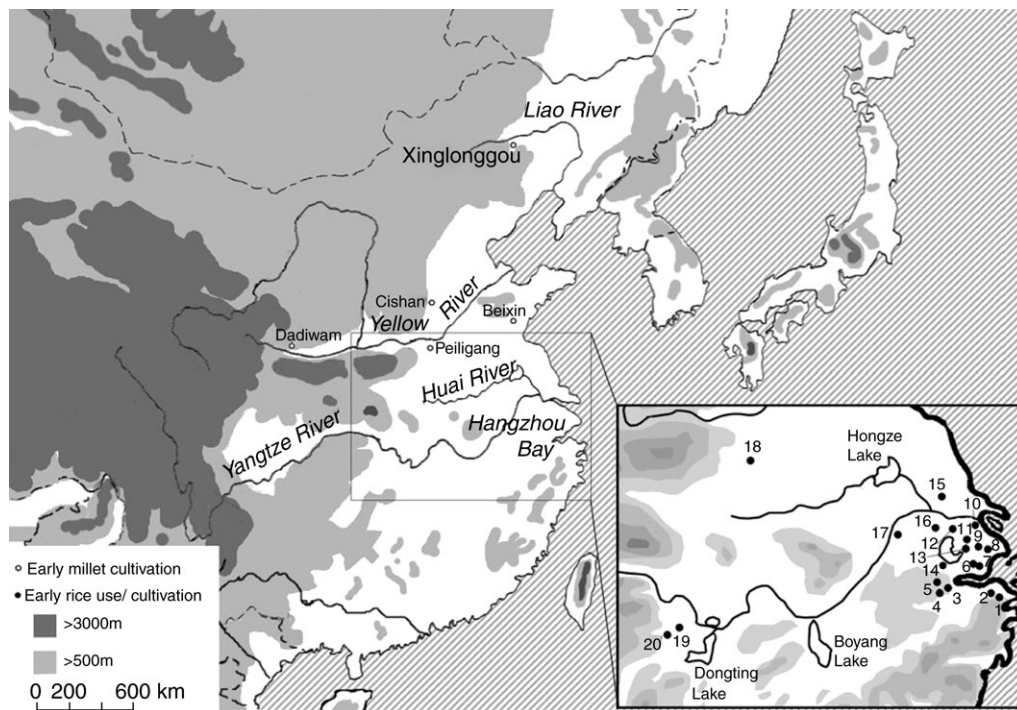 Liao River
Xinglonggou
Cishan
Yellow
River
Beixin
Dadiwam
Peiligang
Huai River
Yangtze River
Hangzhou
Bay
18
Hongze
Lake
15
10
16
11
17
9
12
8
13
7
6
14
5
3
4
2
1
19
20
Boyang
Lake
Dongting
Lake
Early millet cultivation
Early rice use/ cultivation
>3000m
>500m
0 200 600 km